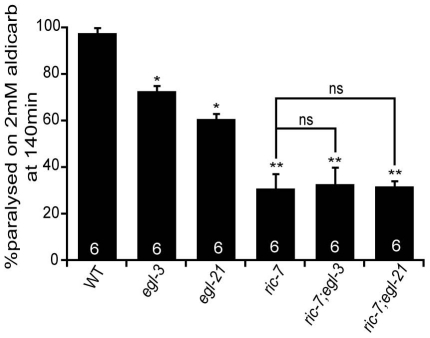 %paralysed on 2mM aldicarb
at 140min
100
80
60
40
20
0
*
*
**
**
**
ns
ns
6
6
6
6
6
6
WT
egl-3
egl-21
ric-7
ric-7;egl-3
ric-7;egl-21